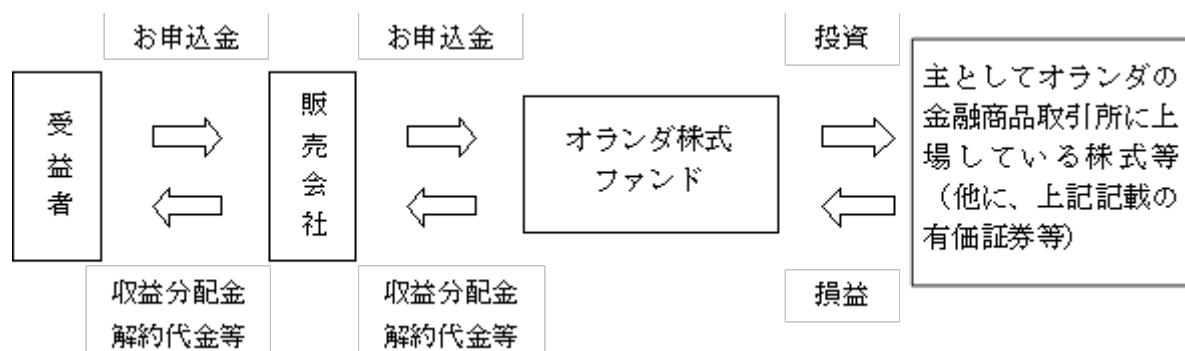 お申込金
お申込金
投資
受益者
販売会社
オランダ株式
ファンド
主としてオランダの
金融商品取引所に上
場している株式等
（他に、上記記載の
有価証券等）
収益分配金
解約代金等
収益分配金
解約代金等
損益